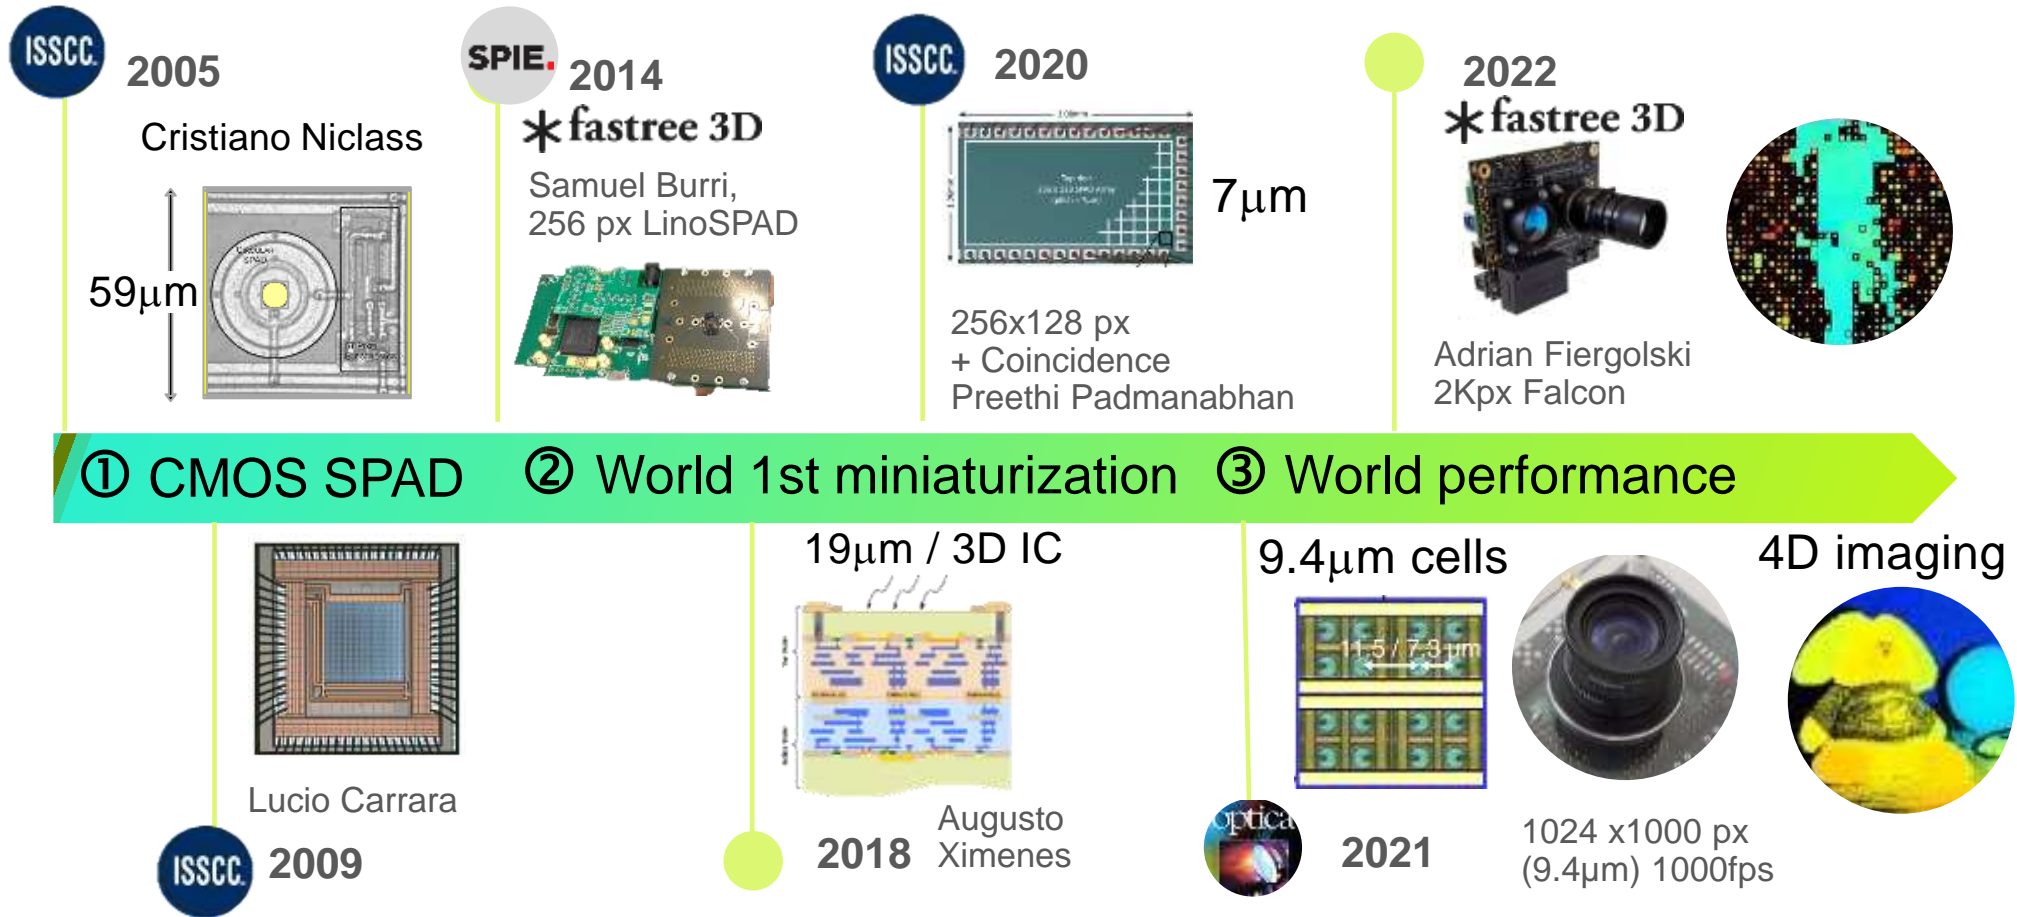 ISSCC.
2005
Cristiano Niclass
59μm
CIRCULAR
SPAD
SPIE.
2014
fastree 3D
Samuel Burri,
256 px LinoSPAD
ISSCC.
2020
7μm
256x128 px
+ Coincidence
Preethi Padmanabhan
2022
fastree 3D
Adrian Fiergolski
2Kpx Falcon
① CMOS SPAD
② World 1st miniaturization
③ World performance
Lucio Carrara
ISSCC.
2009
19μm / 3D IC
2018
Augusto
Ximenes
9.4μm cells
11.5 / 7.3 μm
optica
2021
1024 x1000 px
(9.4μm) 1000fps
4D imaging